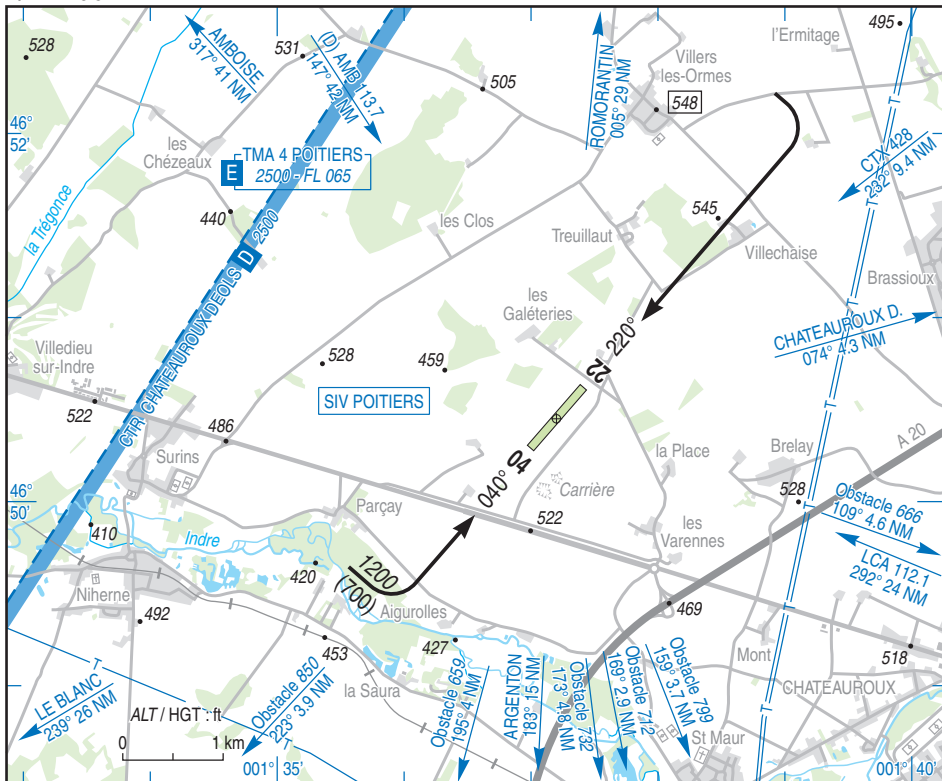 528
AMBOISE
317° 41 NM
531
(D) AMB 113.7
147° 42 NM
505
ROMORANTIN
005° 29 NM
Villers
les-Ormes
548
l'Ermitage
495
46°
52'
les
Chézeaux
TMA 4 POITIERS
E
2500 - FL 065
CTX 428
232° 9.4 NM
T
la Trégonce
440
les Clos
545
Treuillaut
Villechaise
2500
D
CTR CHATEAUROUX DEOLS
Brassioux
les
Galéteries
220°
22
CHATEAUROUX D.
074° 4.3 NM
Villedieu
sur-Indre
528
459
T
522
SIV POITIERS
486
T
A 20
Surins
040°
04
la Place
Brelay
Carrière
46°
50'
Parçay
528
Obstacle 666
109° 4.6 NM
410
Indre
522
les
Varennes
LCA 112.1
292° 24 NM
420
1200
(700)
Niherne
Aigurolles
469
492
453
427
Mont
518
T
LE BLANC
239° 26 NM
la Saura
CHATEAUROUX
Obstacle 850
223° 3.9 NM
Obstacle 659
195° 4 NM
ARGENTON
183° 15 NM
Obstacle 732
173° 4.8 NM
Obstacle 712
169° 2.9 NM
Obstacle 799
159° 3.7 NM
ALT / HGT : ft
T
0 1 km
St Maur
T
001° 35'
001° 40'